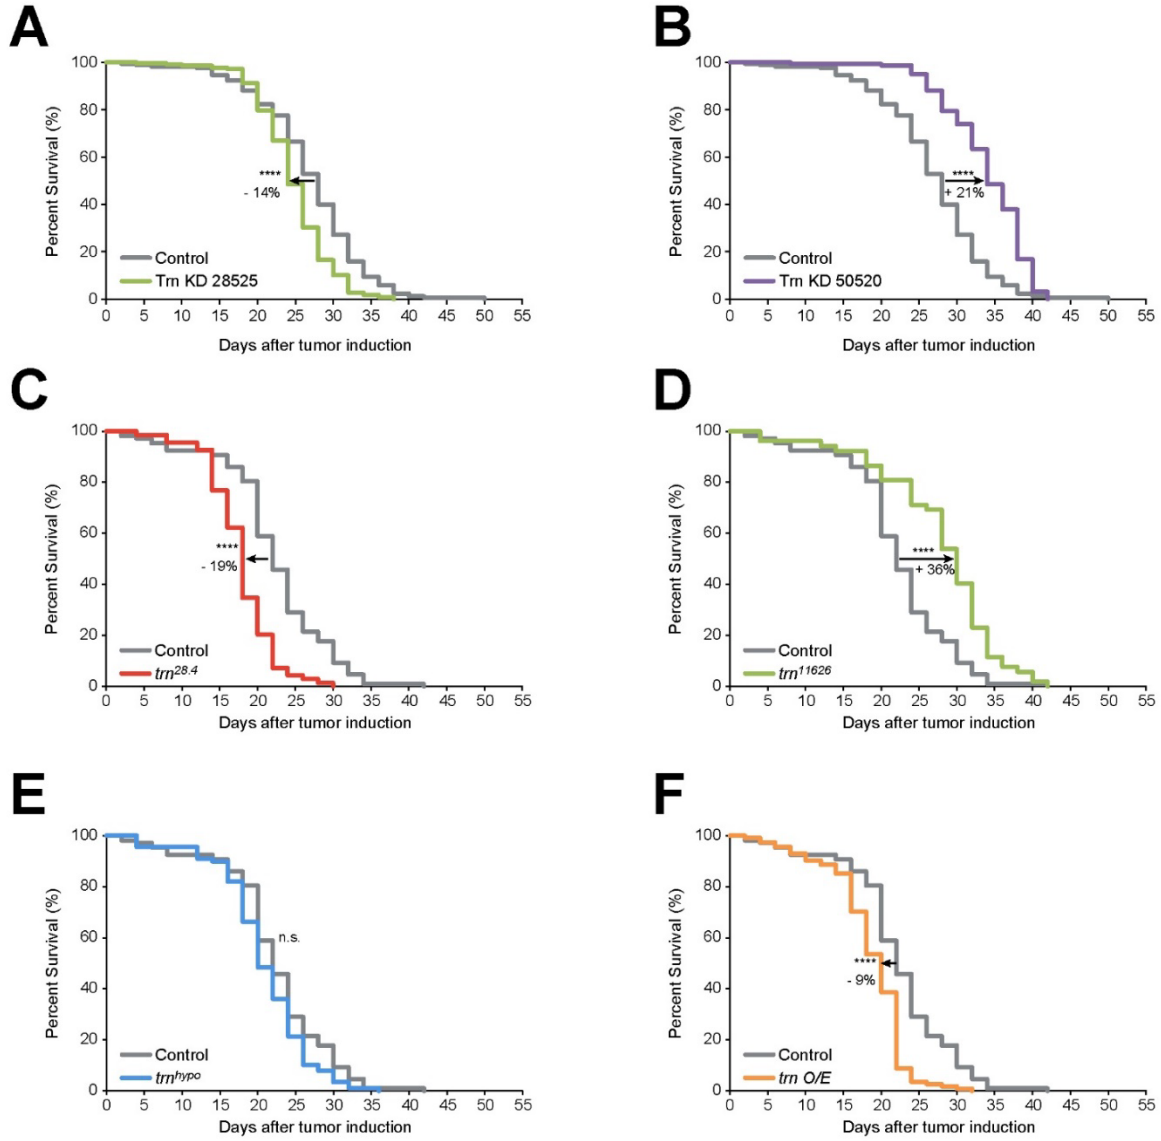 A
Percent Survival (%)
100
80
60
40
20
0
****
- 14%
Control
Trn KD 28525
0 5 10 15 20 25 30 35 40 45 50 55
Days after tumor induction
B
Percent Survival (%)
100
80
60
40
20
0
****
+ 21%
Control
Trn KD 50520
0 5 10 15 20 25 30 35 40 45 50 55
Days after tumor induction
C
Percent Survival (%)
100
80
60
40
20
0
****
- 19%
Control
trn28.4
0 5 10 15 20 25 30 35 40 45 50 55
Days after tumor induction
D
Percent Survival (%)
100
80
60
40
20
0
****
+ 36%
Control
trn11626
0 5 10 15 20 25 30 35 40 45 50 55
Days after tumor induction
E
Percent Survival (%)
100
80
60
40
20
0
n.s.
Control
trnhypo
0 5 10 15 20 25 30 35 40 45 50 55
Days after tumor induction
F
Percent Survival (%)
100
80
60
40
20
0
****
- 9%
Control
trn O/E
0 5 10 15 20 25 30 35 40 45 50 55
Days after tumor induction